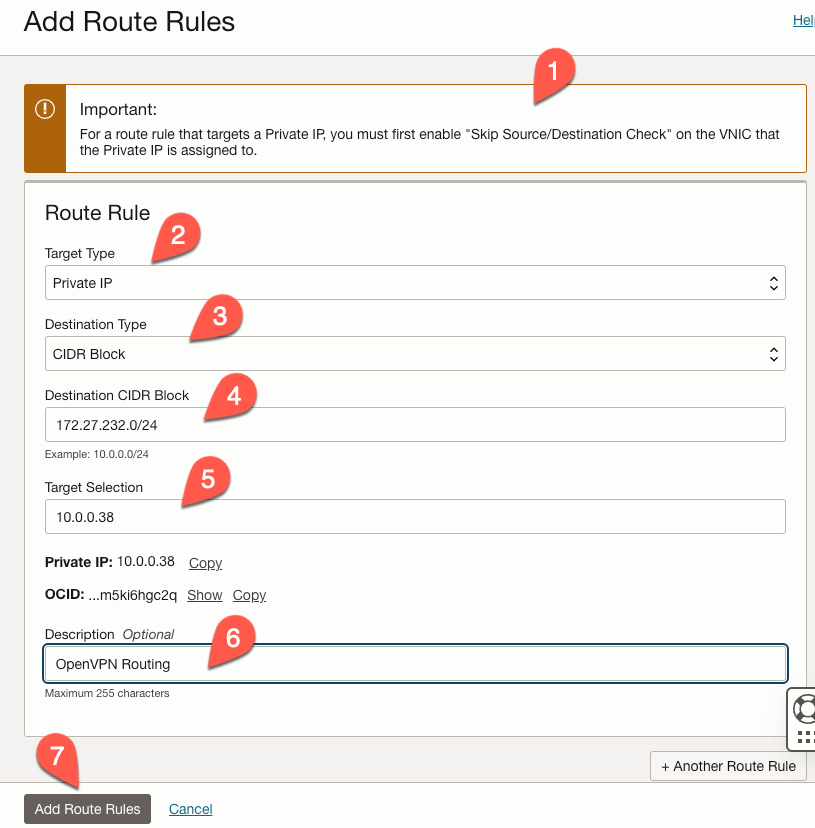 Add Route Rules
Hel
1
Important:
For a route rule that targets a Private IP, you must first enable "Skip Source/Destination Check" on the VNIC that
the Private IP is assigned to.
Route Rule
2
Target Type
Private IP
3
Destination Type
CIDR Block
4
Destination CIDR Block
172.27.232.0/24
Example: 10.0.0.0/24
5
Target Selection
10.0.0.38
Private IP: 10.0.0.38 Copy
OCID: ...m5ki6hgc2q Show Copy
6
Description Optional
OpenVPN Routing
Maximum 255 characters
7
+ Another Route Rule
Add Route Rules Cancel